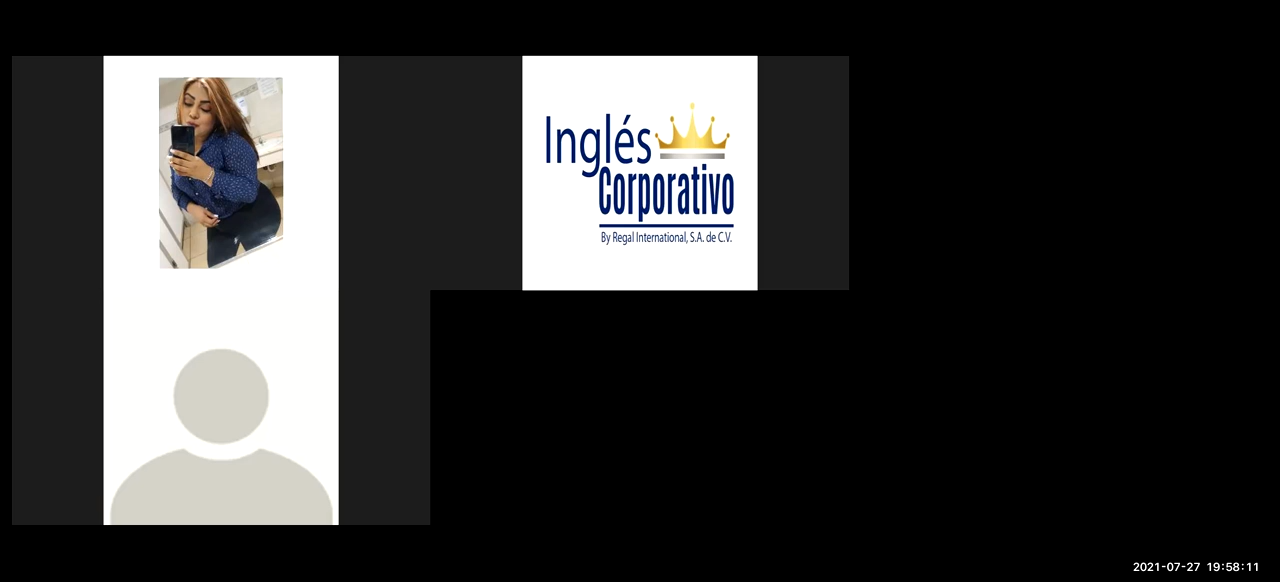 Inglés
Corporativo
By Regal International, S.A. de C.V.
2021-07-27 19:58:11